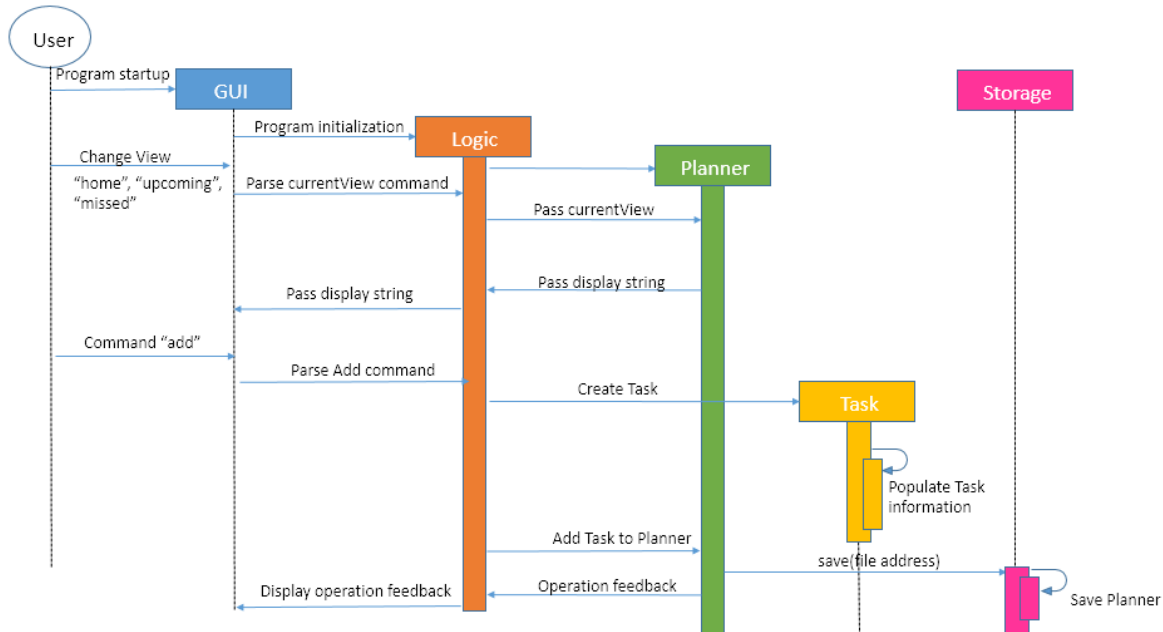 User
Program startup
GUI
Storage
Program initialization
Logic
Change View
Planner
"home", "upcoming",
"missed"
Parse currentView command
Pass currentView
Pass display string
Pass display string
Command "add"
Parse Add command
Create Task
Task
Populate Task
information
Add Task to Planner
save(file address)
Operation feedback
Display operation feedback
Save Planner